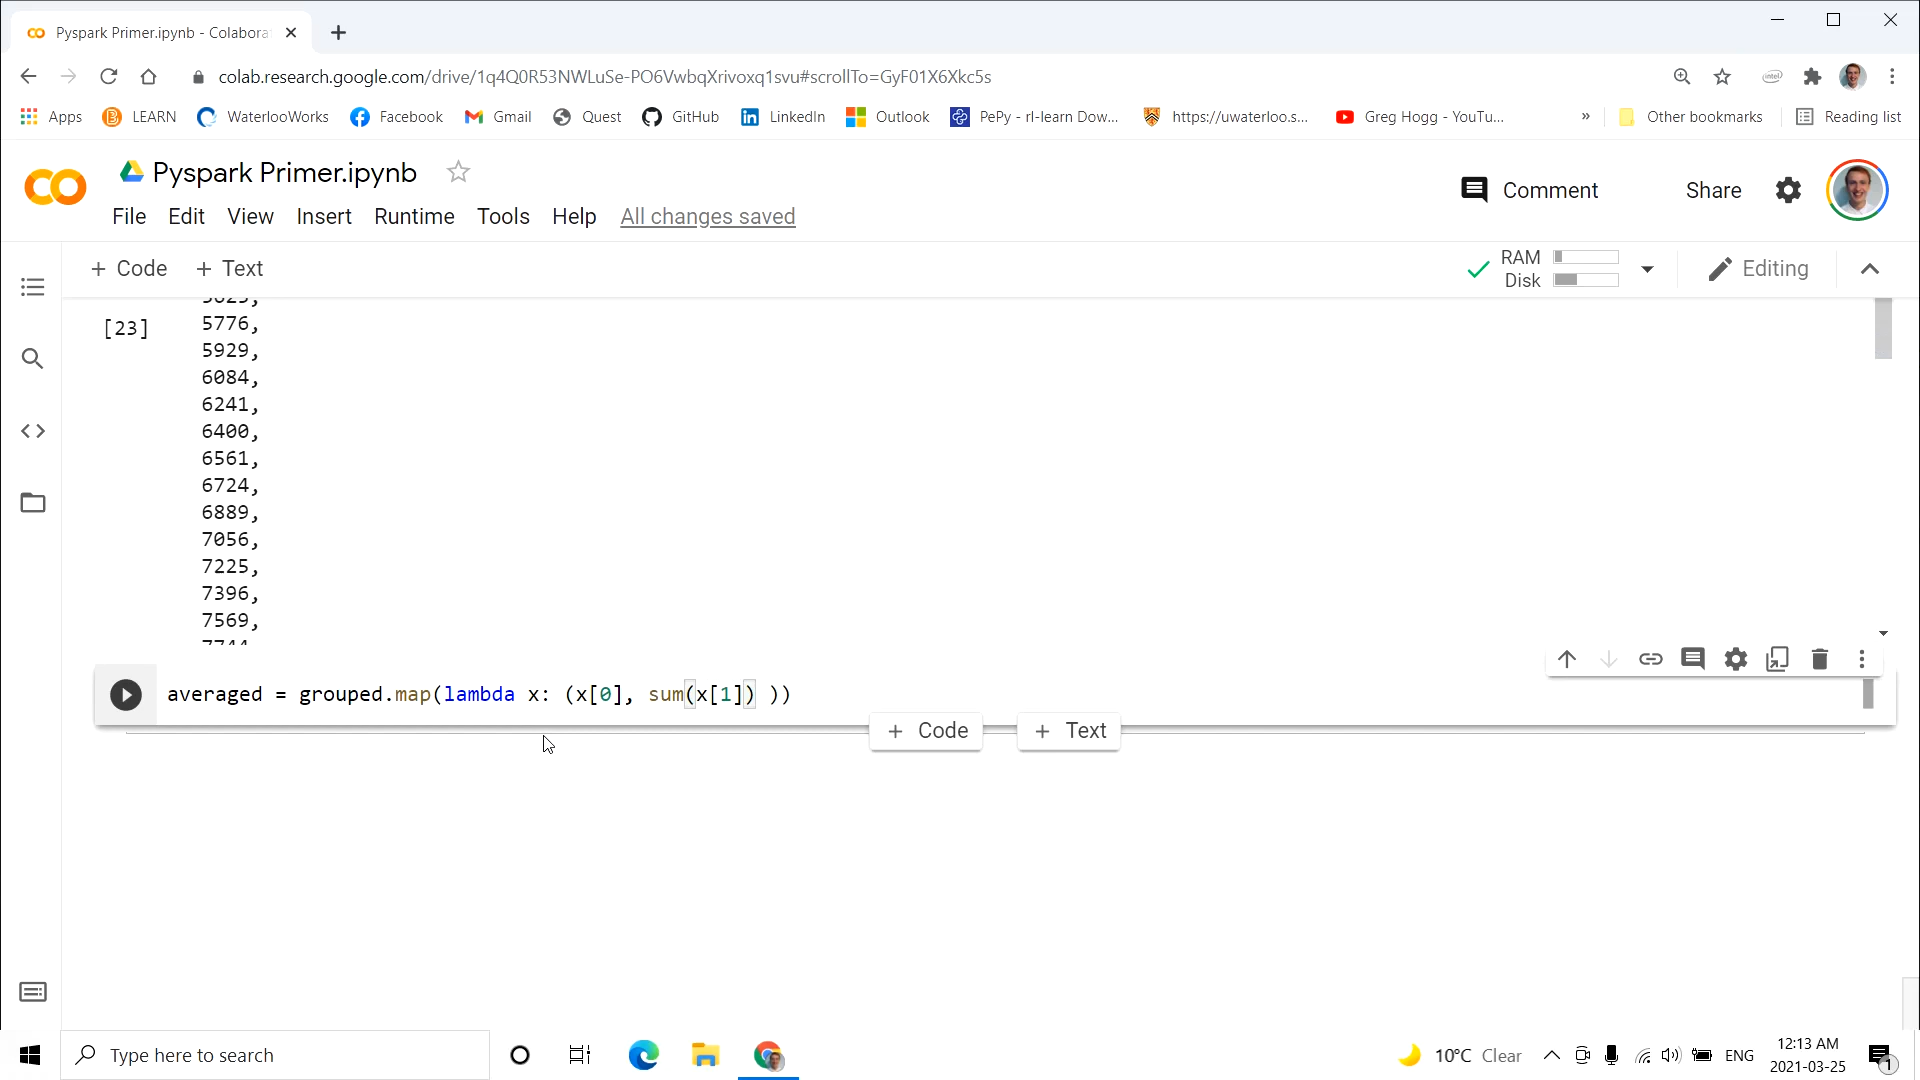 Pyspark Primer.ipynb - Colabora
colab.research.google.com/drive/1q4Q0R53NWLuSe-PO6VwbqXrivoxq1svu#scrollTo=GyF01X6Xkc5s
intel
Apps LEARN WaterlooWorks Facebook Gmail Quest GitHub LinkedIn Outlook PePy - rl-learn Dow... https://uwaterloo.s... Greg Hogg - YouTu... » Other bookmarks Reading list
Pyspark Primer.ipynb
Comment Share
File Edit View Insert Runtime Tools Help All changes saved
+ Code + Text
RAM
Disk
Editing
[23]
5776,
5929,
6084,
6241,
6400,
6561,
6724,
6889,
7056,
7225,
7396,
7569,
averaged = grouped.map(lambda x: (x[0], sum(x[1]) ))
+ Code + Text
Type here to search
10°C Clear
ENG
12:13 AM
2021-03-25
1